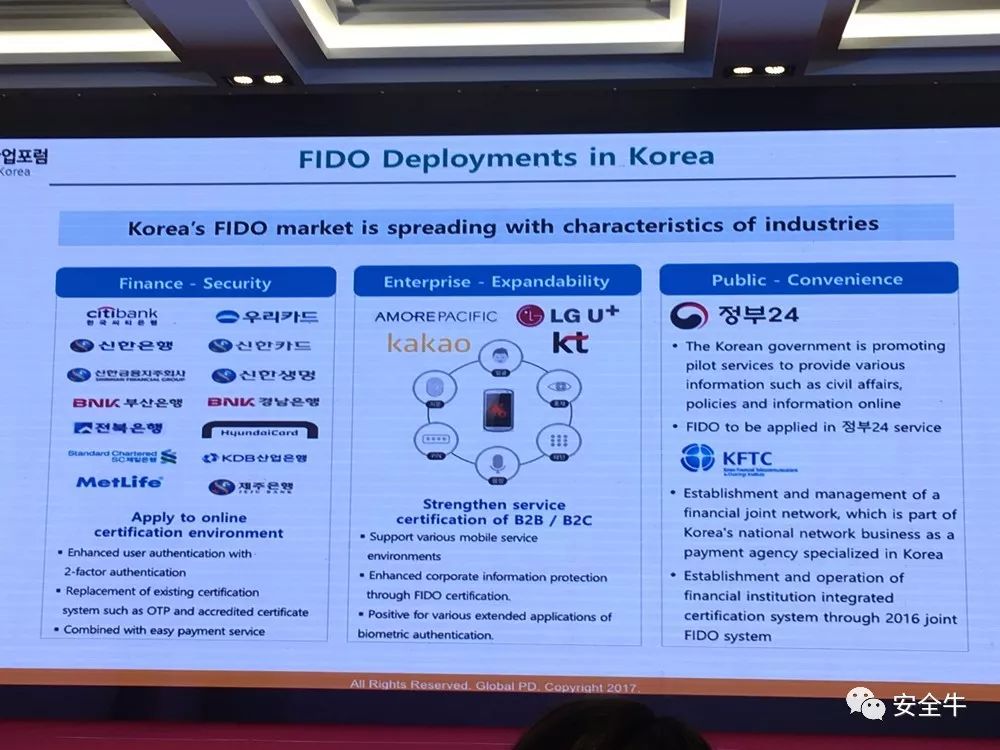 업포럼
Korea
FIDO Deployments in Korea
Korea's FIDO market is spreading with characteristics of industries
Finance - Security
citibank
한국씨티은행
우리카드
신한은행
신한카드
신한금융지주회사
SHINHAN FINANCIAL GROUP
신한생명
BNK 부산은행
BNK 경남은행
전북은행
HyundaiCard
Standard Chartered
SC제일은행
KDB산업은행
MetLife
제주은행
JEJU BANK
Apply to online
certification environment
▪ Enhanced user authentication with
2-factor authentication
▪ Replacement of existing certification
system such as OTP and accredited certificate
▪ Combined with easy payment service
Enterprise - Expandability
AMOREPACIFIC
LG U+
kakao
kt
PIN
Strengthen service
certification of B2B / B2C
▪ Support various mobile service
environments
▪ Enhanced corporate information protection
through FIDO certification.
▪ Positive for various extended applications of
biometric authentication.
Public - Convenience
정부24
• The Korean government is promoting
pilot services to provide various
information such as civil affairs,
policies and information online
• FIDO to be applied in 정부24 service
KFTC
• Establishment and management of a
financial joint network, which is part of
Korea's national network business as a
payment agency specialized in Korea
• Establishment and operation of
financial institution integrated
certification system through 2016 joint
FIDO system
All Rights Reserved. Global PD. Copyright 2017.
安全牛